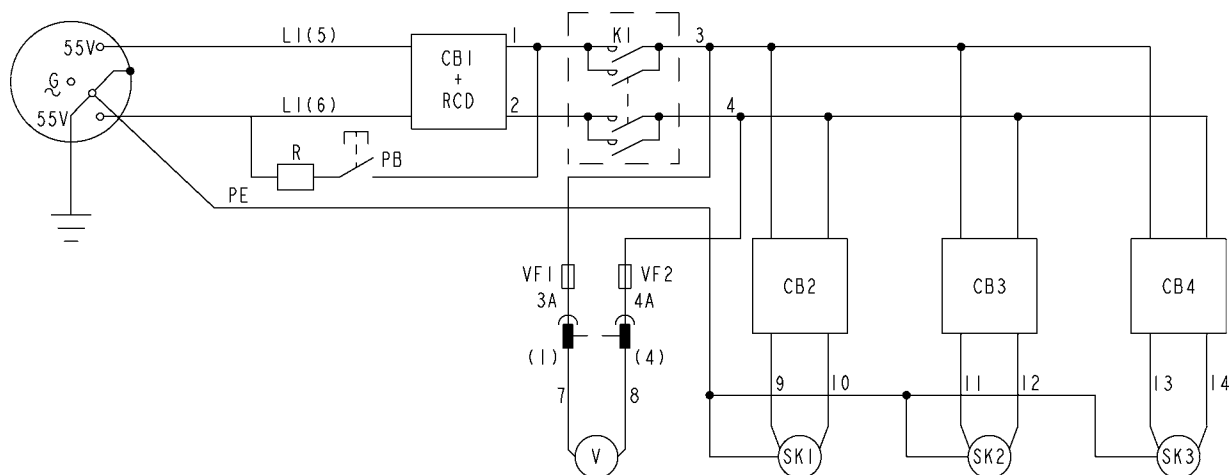 55V
G
~
55V
L1(5)
L1(6)
CB1
+
RCD
1
2
K1
3
4
R
PB
PE
VF1
3A
VF2
4A
(1)
(4)
7
8
V
CB2
CB3
CB4
9
10
11
12
13
14
SK1
SK2
SK3